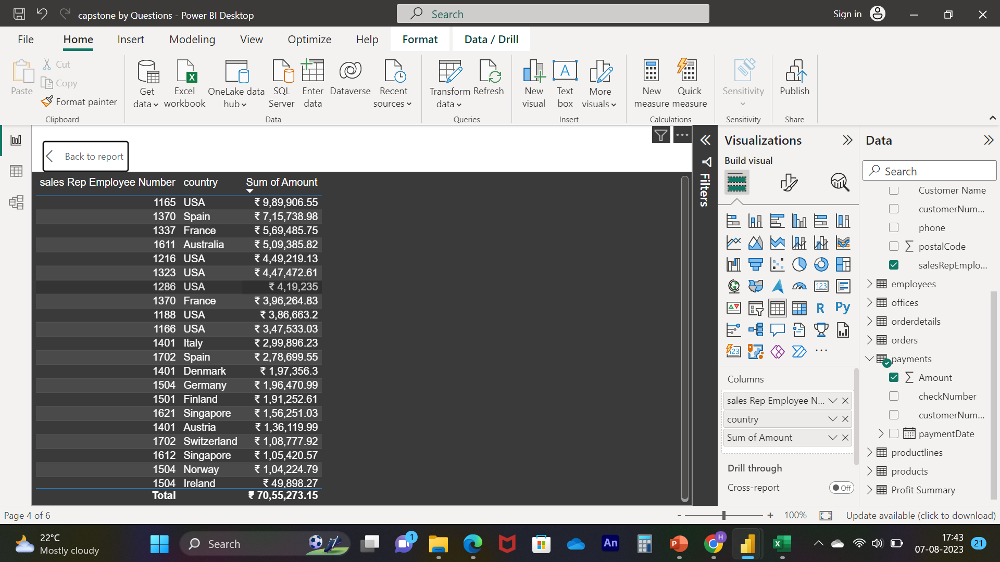 capstone by Questions - Power BI Desktop
Search
Sign in
File Home Insert Modeling View Optimize Help Format Data / Drill
Paste
Cut
Copy
Format painter
Clipboard
Get data
Excel workbook
OneLake data hub
SQL Server
Enter data
Dataverse
Recent sources
Data
Transform data
Refresh
Queries
New visual
Text box
More visuals
Insert
New measure
Quick measure
Calculations
Sensitivity
Sensitivity
Publish
Share
Back to report
sales Rep Employee Number country Sum of Amount
1165 USA ₹ 9,89,906.55
1370 Spain ₹ 7,15,738.98
1337 France ₹ 5,69,485.75
1611 Australia ₹ 5,09,385.82
1216 USA ₹ 4,49,219.13
1323 USA ₹ 4,47,472.61
1286 USA ₹ 4,19,235
1370 France ₹ 3,96,264.83
1188 USA ₹ 3,86,663.2
1166 USA ₹ 3,47,533.03
1401 Italy ₹ 2,99,896.23
1702 Spain ₹ 2,78,699.55
1401 Denmark ₹ 1,97,356.3
1504 Germany ₹ 1,96,470.99
1501 Finland ₹ 1,91,252.61
1621 Singapore ₹ 1,56,251.03
1401 Austria ₹ 1,36,119.99
1702 Switzerland ₹ 1,08,777.92
1612 Singapore ₹ 1,05,420.57
1504 Norway ₹ 1,04,224.79
1504 Ireland ₹ 49,898.27
Total ₹ 70,55,273.15
Filters
Visualizations
Build visual
123
R
Py
123
...
Columns
sales Rep Employee N...
country
Sum of Amount
Drill through
Cross-report
Off
Data
Search
Customer Name
customerNum...
phone
∑ postalCode
salesRepEmplo...
employees
offices
orderdetails
orders
payments
∑ Amount
checkNumber
customerNum...
paymentDate
productlines
products
Profit Summary
Page 4 of 6
- + 100%
Update available (click to download)
22°C
Mostly cloudy
Search
1
An
P
H
X
17:43
07-08-2023
21